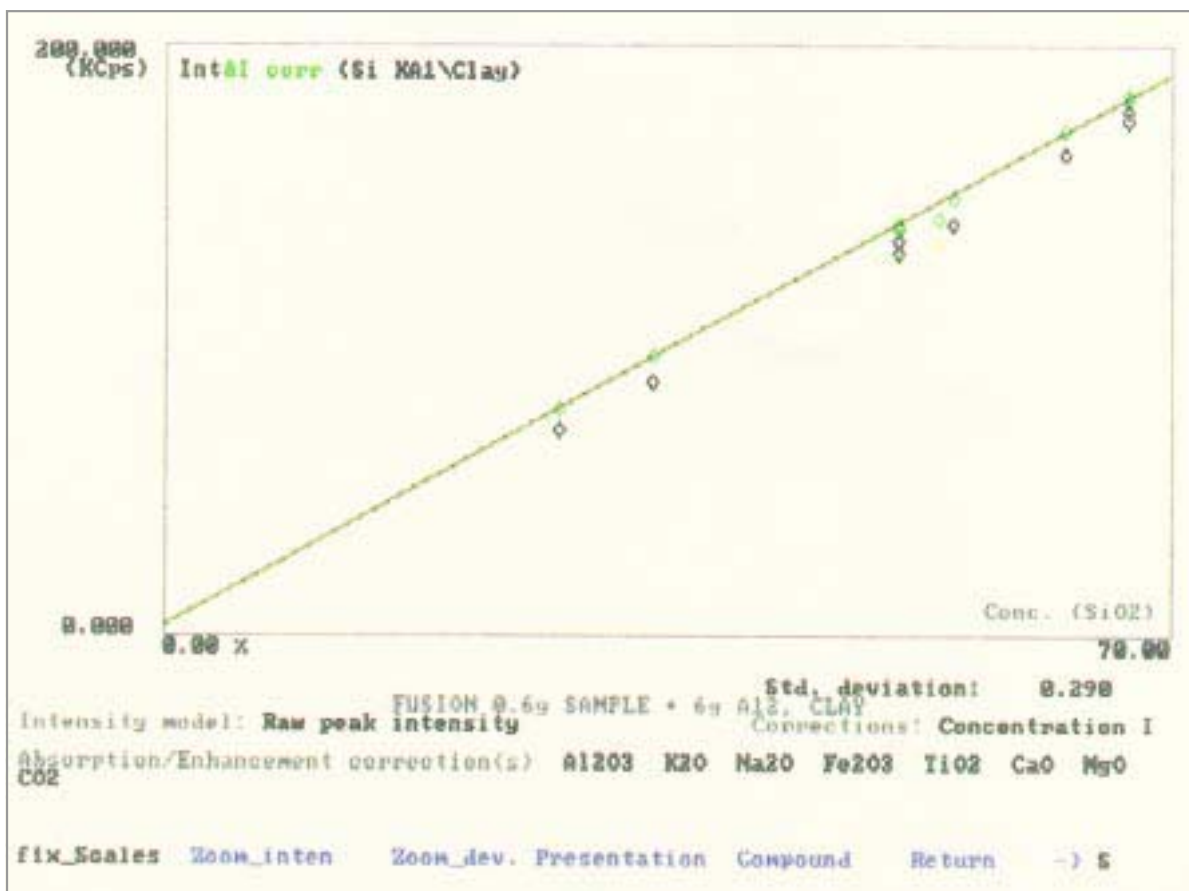 200.000
(KCps)
Int&I corr (Si KA1\Clay)
Conc. (SiO2)
0.000
0.00 %
70.00
Std. deviation: 0.290
FUSION 0.6g SAMPLE + 6g A12, CLAY
Intensity model: Raw peak intensity Corrections: Concentration I
Absorption/Enhancement correction(s) Al2O3 K2O Na2O Fe2O3 TiO2 CaO MgO
CO2
fix_Scales Zoom_inten Zoom_dev. Presentation Compound Return -> S